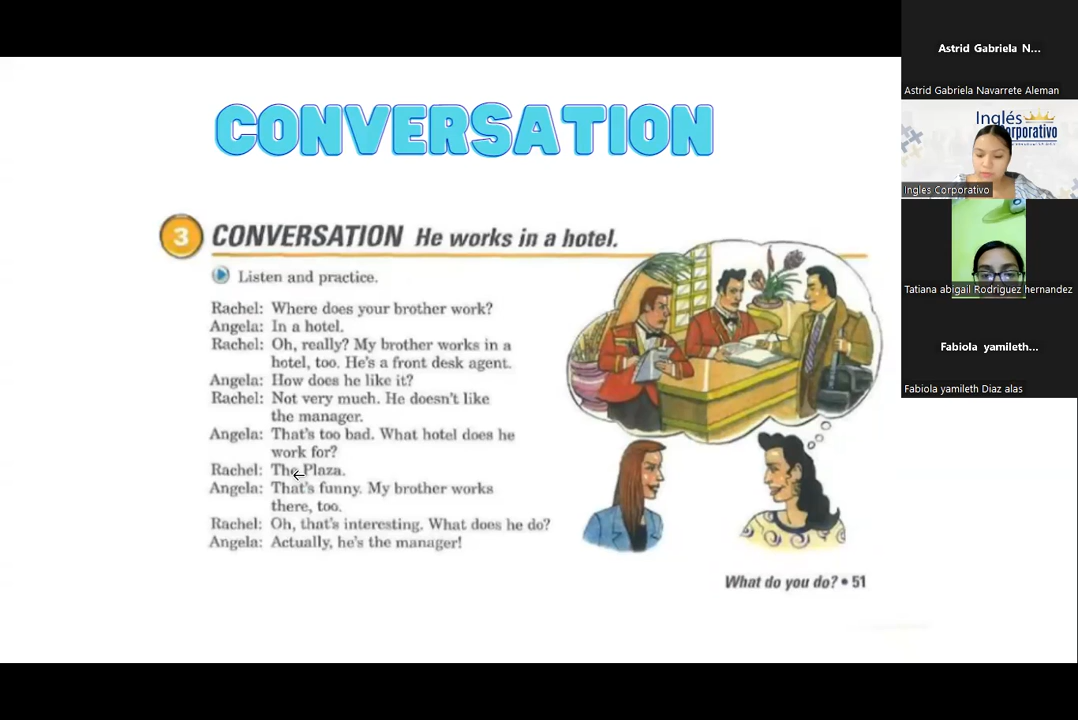 CONVERSATION
3 CONVERSATION He works in a hotel.
Listen and practice.
Rachel: Where does your brother work?
Angela: In a hotel.
Rachel: Oh, really? My brother works in a
hotel, too. He's a front desk agent.
Angela: How does he like it?
Rachel: Not very much. He doesn't like
the manager.
Angela: That's too bad. What hotel does he
work for?
Rachel: The Plaza.
Angela: That's funny. My brother works
there, too.
Rachel: Oh, that's interesting. What does he do?
Angela: Actually, he's the manager!
What do you do? • 51
Astrid Gabriela N...
Astrid Gabriela Navarrete Aleman
Inglés
Corporativo
Ingles Corporativo
Tatiana abigail Rodriguez hernandez
Fabiola yamileth...
Fabiola yamileth Diaz alas